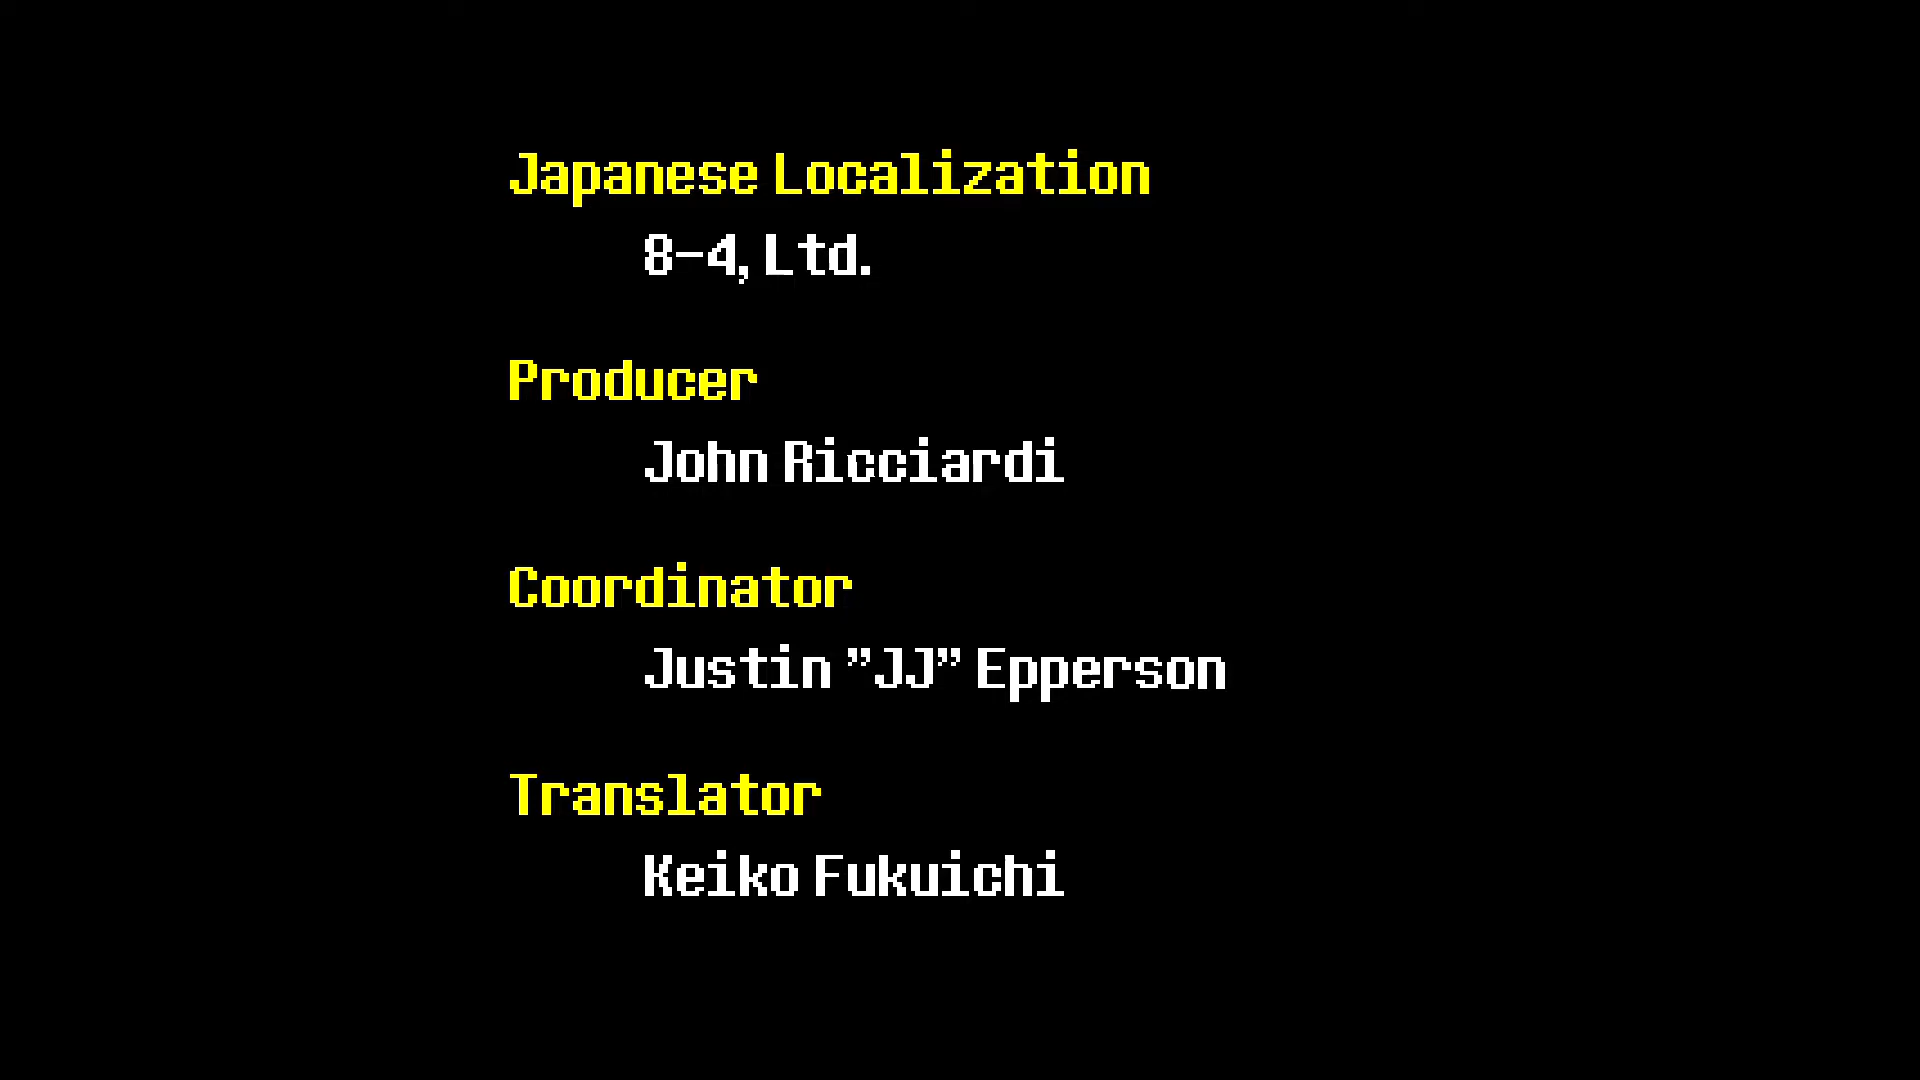 Japanese Localization
8-4, Ltd.
Producer
John Ricciardi
Coordinator
Justin "JJ" Epperson
Translator
Keiko Fukuichi